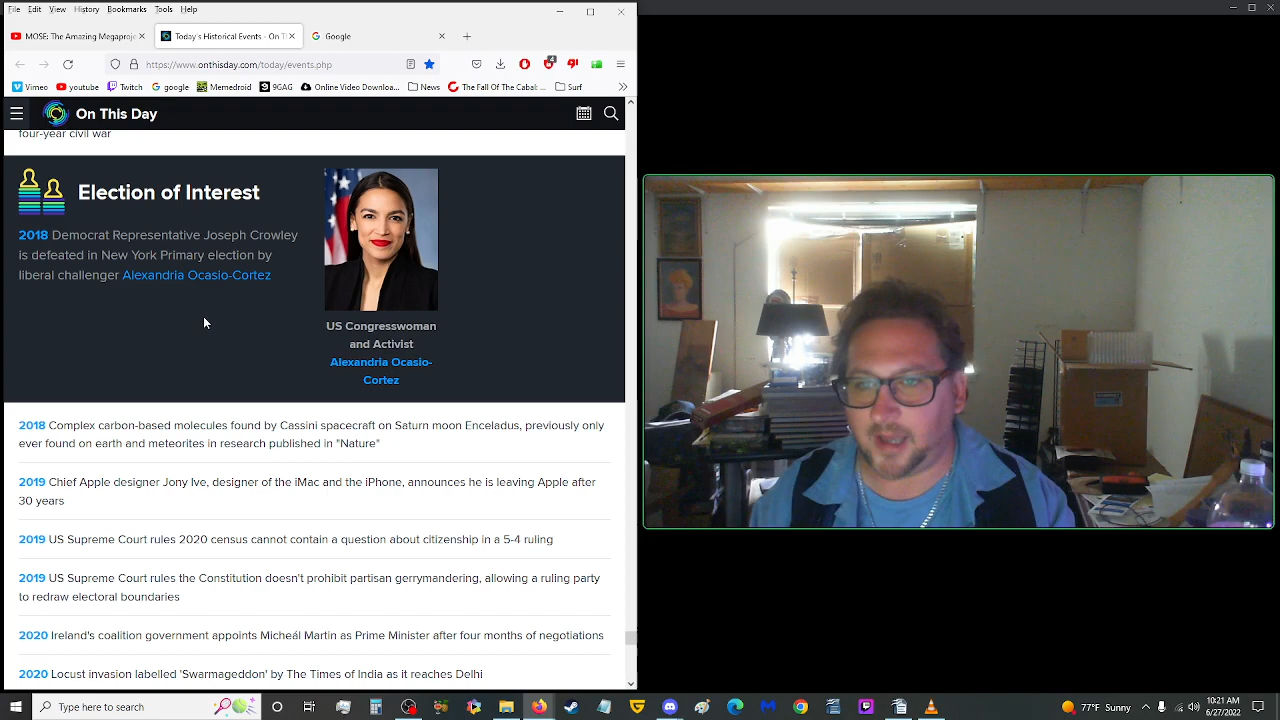 File Edit View History Bookmarks Tools Help
MOSE: The Amazing Megaproje
Today's Historical Events - On T
Google
https://www.onthisday.com/today/events.php
Vimeo youtube Twitch google Memedroid 9GAG Online Video Downloa... News The Fall Of The Cabal:... Surf
On This Day
four-year civil war
Election of Interest
2018 Democrat Representative Joseph Crowley
is defeated in New York Primary election by
liberal challenger Alexandria Ocasio-Cortez
US Congresswoman
and Activist
Alexandria Ocasio-
Cortez
2018 Complex carbon-based molecules found by Cassini spacecraft on Saturn moon Enceladus, previously only
ever found on earth and meteorites in research published in "Nature"
2019 Chief Apple designer Jony Ive, designer of the iMac and the iPhone, announces he is leaving Apple after
30 years
2019 US Supreme Court rules 2020 census cannot contain a question about citizenship in a 5-4 ruling
2019 US Supreme Court rules the Constitution doesn't prohibit partisan gerrymandering, allowing a ruling party
to redraw electoral boundaries
2020 Ireland's coalition government appoints Micheál Martin as Prime Minister after four months of negotiations
2020 Locust invasion labelled 'Swarmageddon' by The Times of India as it reaches Delhi
Type here to search
77°F Sunny
10:21 AM
6/27/2022